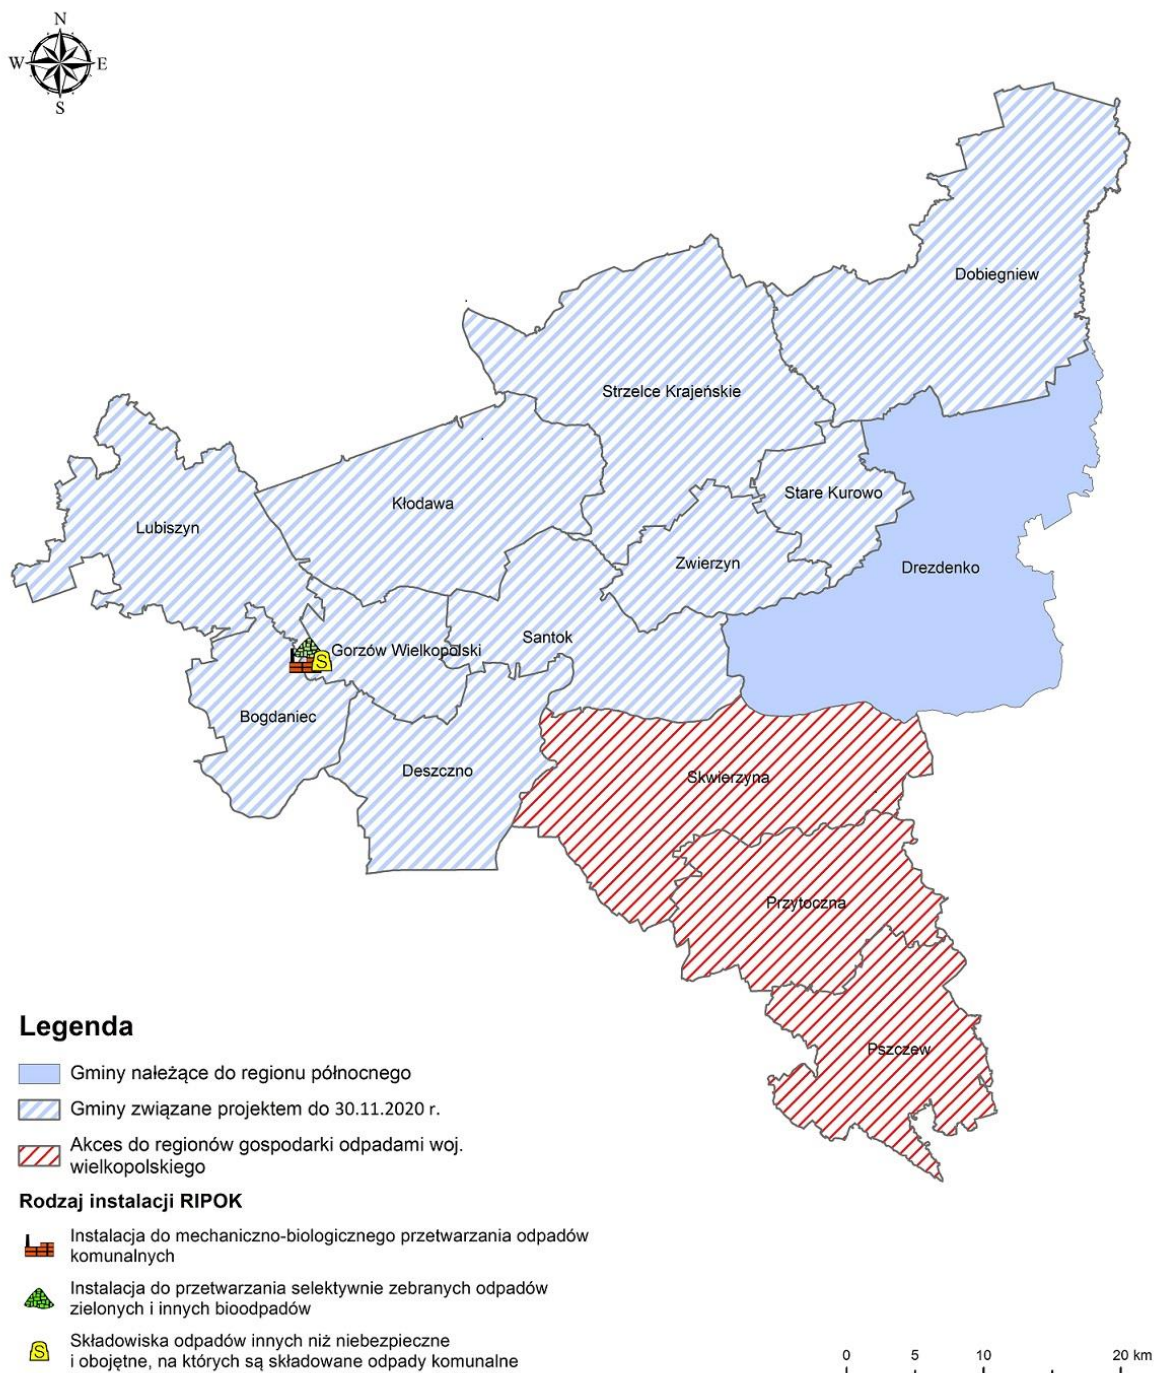 N
W E
S
Dobiegniew
Strzelce Krajeńskie
Stare Kurowo
Kłodawa
Lubiszyn
Zwierzyn
Drezdenko
Santok
Gorzów Wielkopolski
S
Bogdaniec
Deszczno
Skwierzyna
Przytoczna
Pszczew
Legenda
Gminy należące do regionu północnego
Gminy związane projektem do 30.11.2020 r.
Akces do regionów gospodarki odpadami woj.
wielkopolskiego
Rodzaj instalacji RIPOK
Instalacja do mechaniczno-biologicznego przetwarzania odpadów
komunalnych
Instalacja do przetwarzania selektywnie zebranych odpadów
zielonych i innych bioodpadów
S
Składowiska odpadów innych niż niebezpieczne
i obojętne, na których są składowane odpady komunalne
0 5 10 20 km